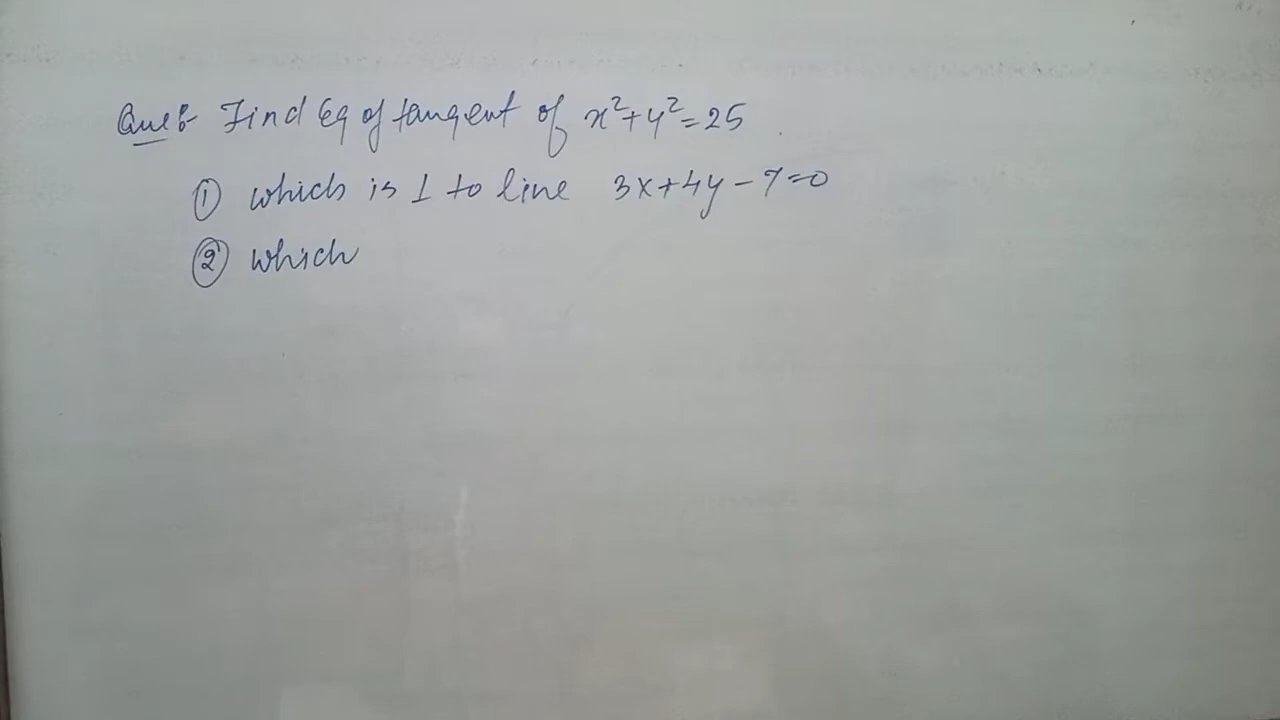 Ques Find Eq of tangent of x²+y²=25
① which is ⊥ to line 3x+4y-7=0
② which